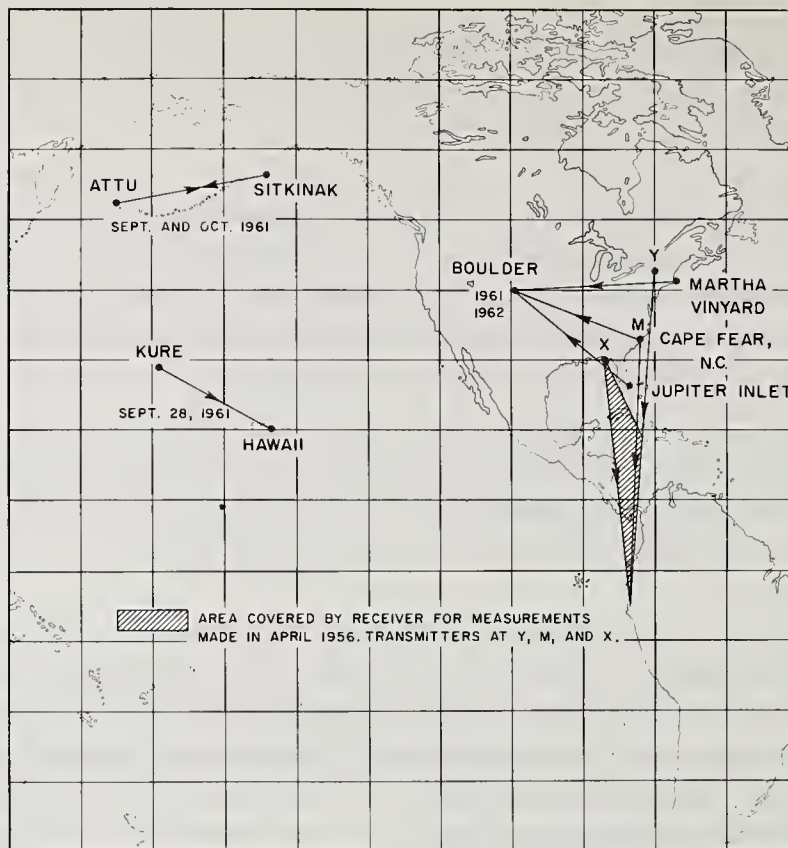 ATTU
SITKINAK
SEPT. AND OCT. 1961
Y
BOULDER
1961
1962
MARTHA
VINYARD
M
CAPE FEAR,
N.C.
X
JUPITER INLET
KURE
SEPT. 28, 1961
HAWAII
AREA COVERED BY RECEIVER FOR MEASUREMENTS
MADE IN APRIL 1956. TRANSMITTERS AT Y, M, AND X.